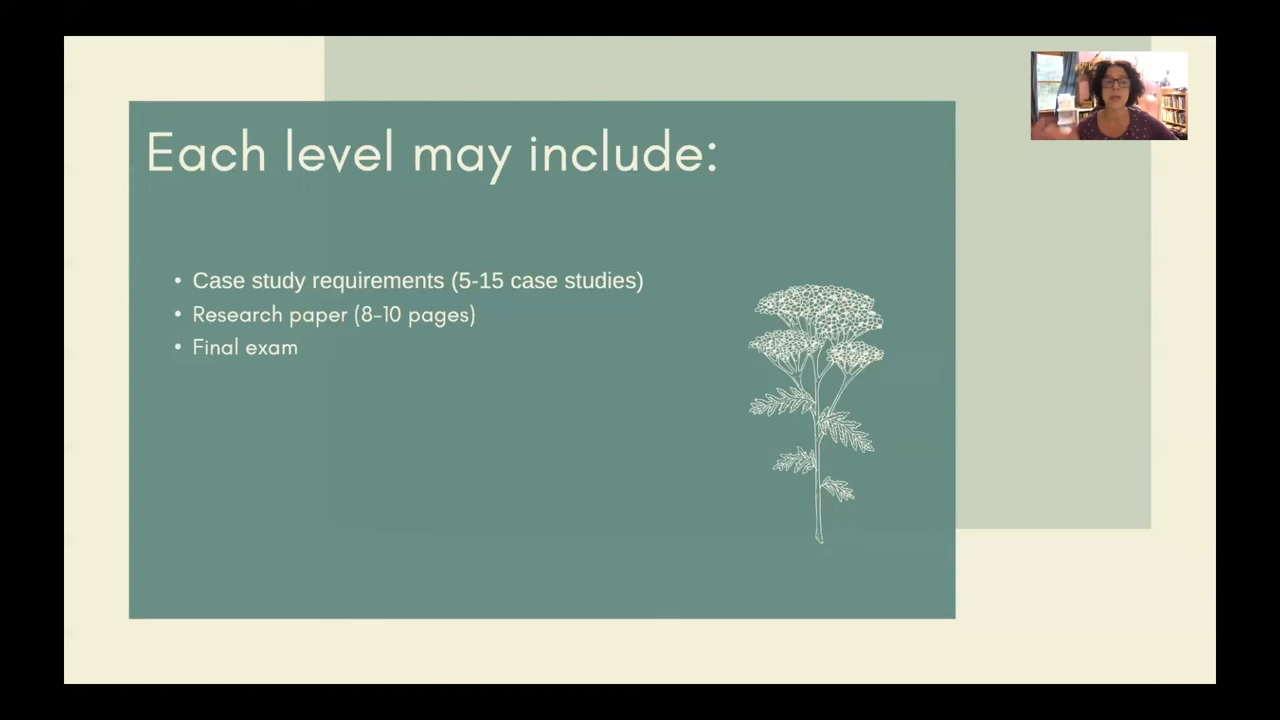 Each level may include:
• Case study requirements (5-15 case studies)
• Research paper (8-10 pages)
• Final exam